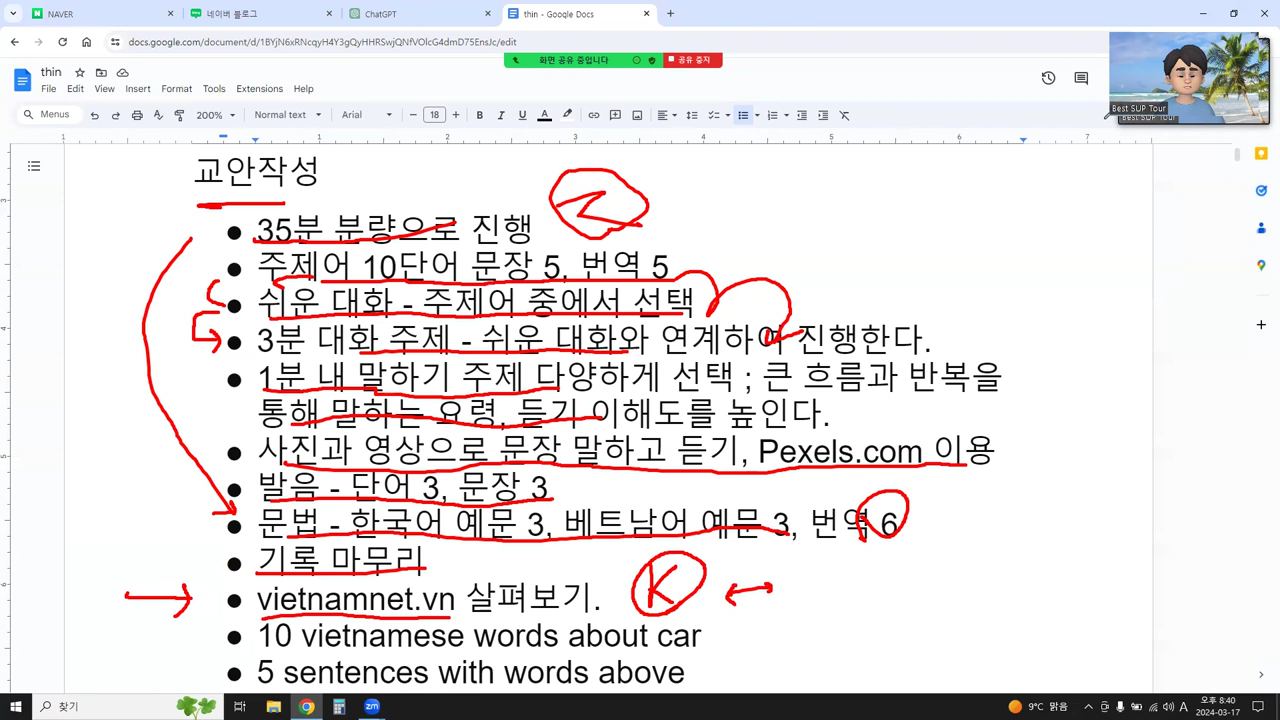 NAVER
네이버 블로그
ChatGPT
thin - Google Docs
docs.google.com/document/d/1BYjN6xRNcqyH4Y3gQyHHRSwjQNfVOlcG4dmD75EnsJc/edit
화면 공유 중입니다
공유 중지
thin
File Edit View Insert Format Tools Extensions Help
Menus 200% Normal text Arial 18
Best SUP Tour
Best SUP Tour
1 1 2 3 4 5 6 7
교안작성
35분 분량으로 진행
주제어 10단어 문장 5, 번역 5
쉬운 대화 - 주제어 중에서 선택
3분 대화 주제 - 쉬운 대화와 연계하여 진행한다.
1분 내 말하기 주제 다양하게 선택 ; 큰 흐름과 반복을
통해 말하는 요령, 듣기 이해도를 높인다.
사진과 영상으로 문장 말하고 듣기, Pexels.com 이용
발음 - 단어 3, 문장 3
문법 - 한국어 예문 3, 베트남어 예문 3, 번역 6
기록 마무리
vietnamnet.vn 살펴보기. K
10 vietnamese words about car
5 sentences with words above
찾기
9°C 맑음
A
오후 8:40
2024-03-17